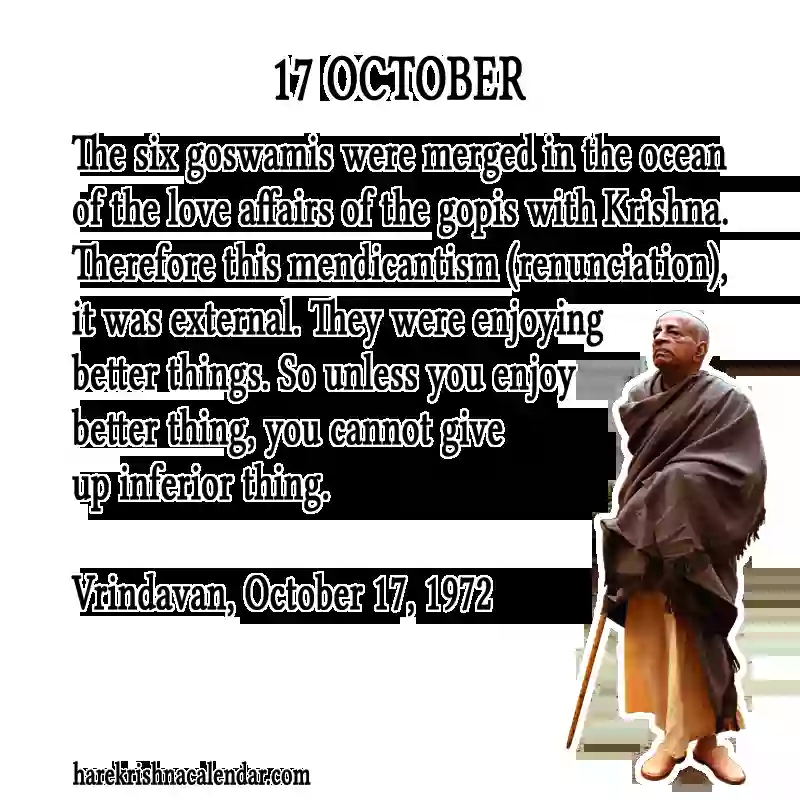 17 OCTOBER
The six goswamis were merged in the ocean
of the love affairs of the gopis with Krishna.
Therefore this mendicantism (renunciation),
it was external. They were enjoying
better things. So unless you enjoy
better thing, you cannot give
up inferior thing.
Vrindavan, October 17, 1972
harekrishnacalendar.com